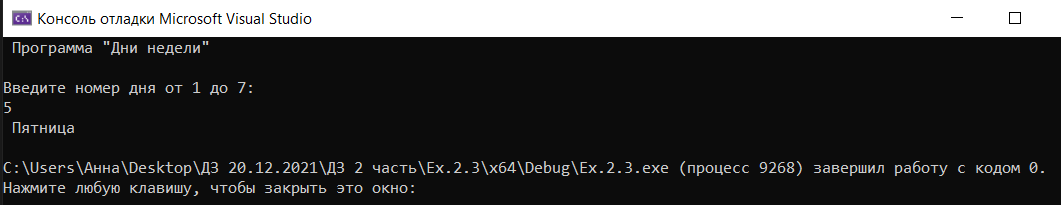 Консоль отладки Microsoft Visual Studio
Программа "Дни недели"
Введите номер дня от 1 до 7:
5
Пятница
C:\Users\Анна\Desktop\ДЗ 20.12.2021\ДЗ 2 часть\Ex.2.3\x64\Debug\Ex.2.3.exe (процесс 9268) завершил работу с кодом 0.
Нажмите любую клавишу, чтобы закрыть это окно: